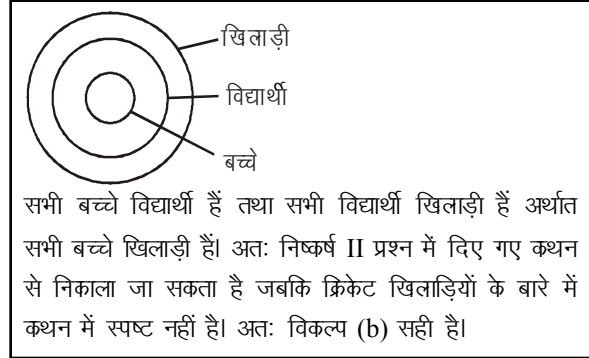 खिलाड़ी
विद्यार्थी
बच्चे
सभी बच्चे विद्यार्थी हैं तथा सभी विद्यार्थी खिलाड़ी हैं अर्थात
सभी बच्चे खिलाड़ी हैं। अतः निष्कर्ष II प्रश्न में दिए गए कथन
से निकाला जा सकता है जबकि क्रिकेट खिलाड़ियों के बारे में
कथन में स्पष्ट नहीं है। अतः विकल्प (b) सही है।